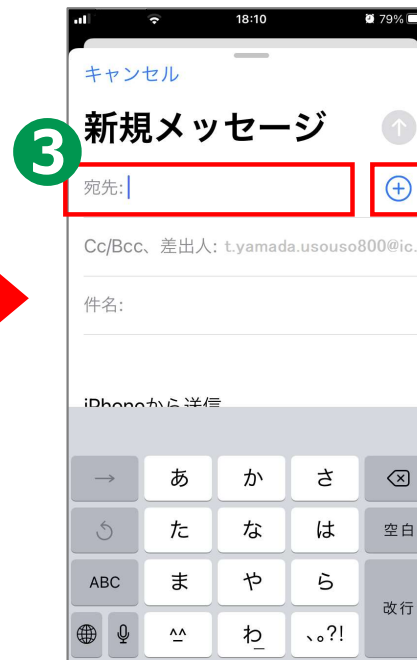 18:10
79%
キャンセル
新規メッセージ
3
宛先:
Cc/Bcc、差出人: t.yamada.usouso800@ic.
件名:
iPhoneから送信
→ あ か さ
た な は 空白
ABC ま や ら 改行
^^ わ_ 、。?!